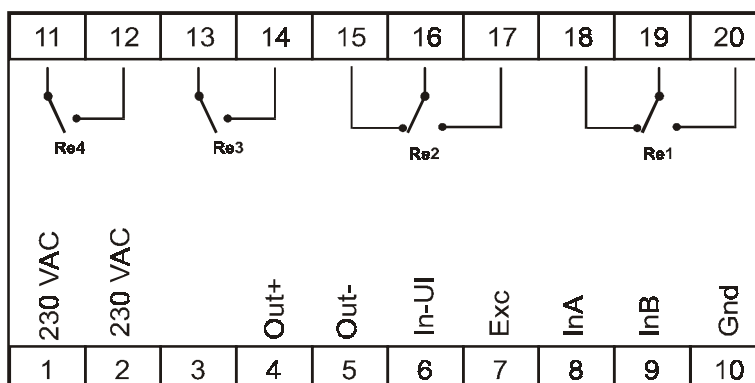 11 12 13 14 15 16 17 18 19 20
Re4 Re3 Re2 Re1
230 VAC 230 VAC Out+ Out- In-UI Exc InA InB Gnd
1 2 3 4 5 6 7 8 9 10